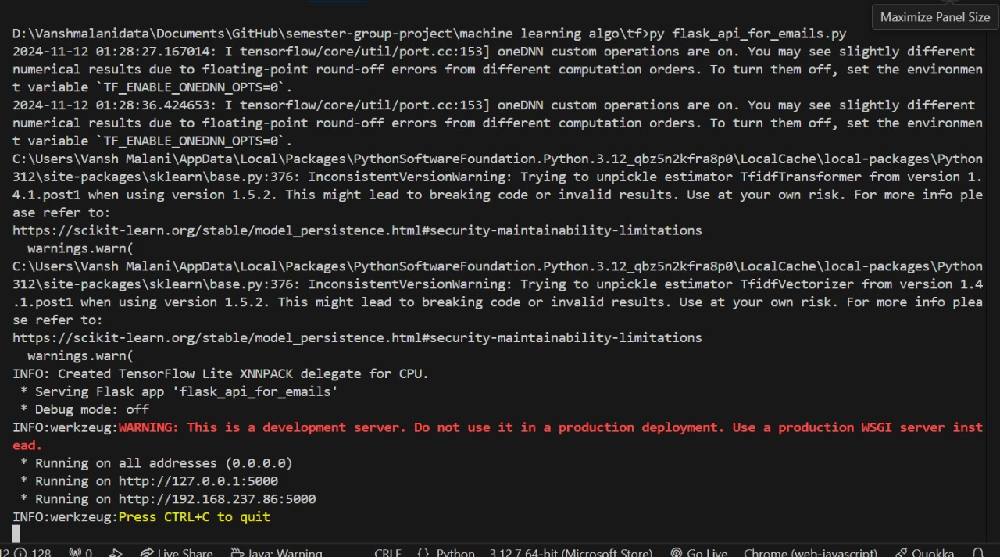 Maximize Panel Size
D:\Vanshmalanidata\Documents\GitHub\semester-group-project\machine learning algo\tf>py flask_api_for_emails.py
2024-11-12 01:28:27.167014: I tensorflow/core/util/port.cc:153] oneDNN custom operations are on. You may see slightly different
numerical results due to floating-point round-off errors from different computation orders. To turn them off, set the environmen
t variable `TF_ENABLE_ONEDNN_OPTS=0`.
2024-11-12 01:28:36.424653: I tensorflow/core/util/port.cc:153] oneDNN custom operations are on. You may see slightly different
numerical results due to floating-point round-off errors from different computation orders. To turn them off, set the environmen
t variable `TF_ENABLE_ONEDNN_OPTS=0`.
C:\Users\Vansh Malani\AppData\Local\Packages\PythonSoftwareFoundation.Python.3.12_qbz5n2kfra8p0\LocalCache\local-packages\Python
312\site-packages\sklearn\base.py:376: InconsistentVersionWarning: Trying to unpickle estimator TfidfTransformer from version 1.
4.1.post1 when using version 1.5.2. This might lead to breaking code or invalid results. Use at your own risk. For more info ple
ase refer to:
https://scikit-learn.org/stable/model_persistence.html#security-maintainability-limitations
  warnings.warn(
C:\Users\Vansh Malani\AppData\Local\Packages\PythonSoftwareFoundation.Python.3.12_qbz5n2kfra8p0\LocalCache\local-packages\Python
312\site-packages\sklearn\base.py:376: InconsistentVersionWarning: Trying to unpickle estimator TfidfVectorizer from version 1.4
.1.post1 when using version 1.5.2. This might lead to breaking code or invalid results. Use at your own risk. For more info plea
se refer to:
https://scikit-learn.org/stable/model_persistence.html#security-maintainability-limitations
  warnings.warn(
INFO: Created TensorFlow Lite XNNPACK delegate for CPU.
 * Serving Flask app 'flask_api_for_emails'
 * Debug mode: off
INFO:werkzeug:WARNING: This is a development server. Do not use it in a production deployment. Use a production WSGI server inst
ead.
 * Running on all addresses (0.0.0.0)
 * Running on http://127.0.0.1:5000
 * Running on http://192.168.237.86:5000
INFO:werkzeug:Press CTRL+C to quit
12 128 0 Live Share Java: Warning CRLF {} Python 3.12.7 64-bit (Microsoft Store) Go Live Chrome (web-javascript) Quokka